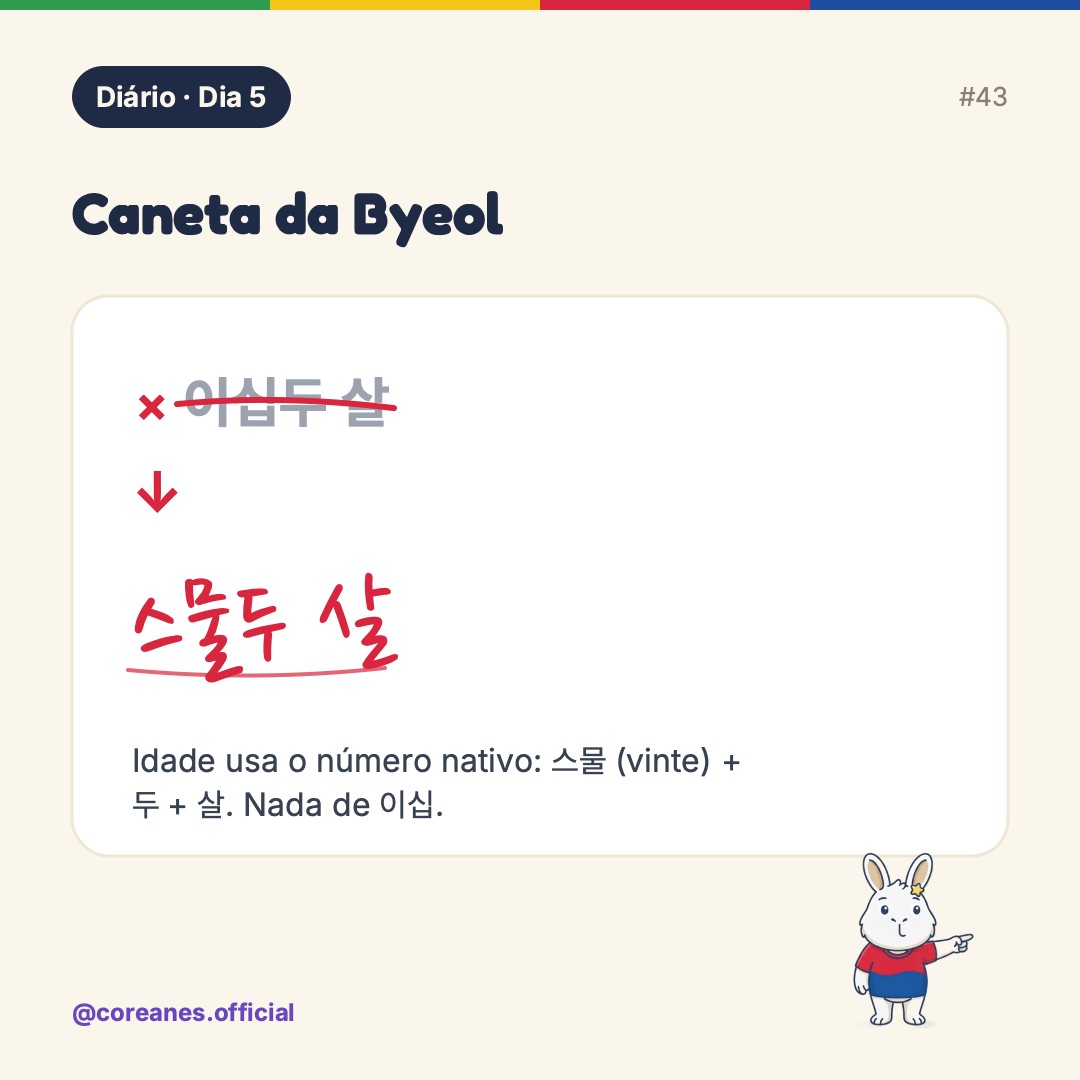 Diário · Dia 5
#43
Caneta da Byeol
× 이십두 살
↓
스물두 살
Idade usa o número nativo: 스물 (vinte) +
두 + 살. Nada de 이십.
@coreanes.official